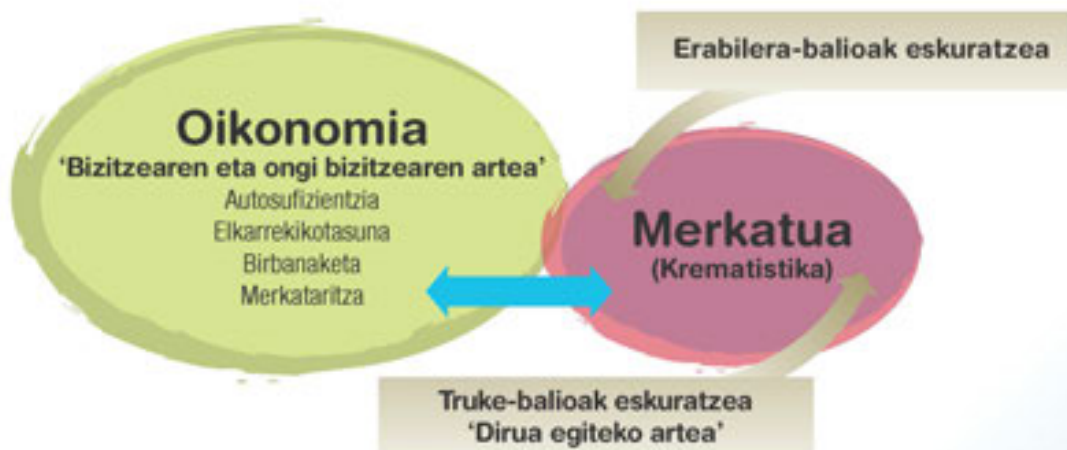 Erabilera-balioak eskuratzea
Oikonomia
‘Bizitzearen eta ongi bizitzearen artea’
Autosufizientzia
Elkarrekikotasuna
Birbanaketa
Merkataritza
Merkatua
(Krematistika)
Truke-balioak eskuratzea
‘Dirua egiteko artea’